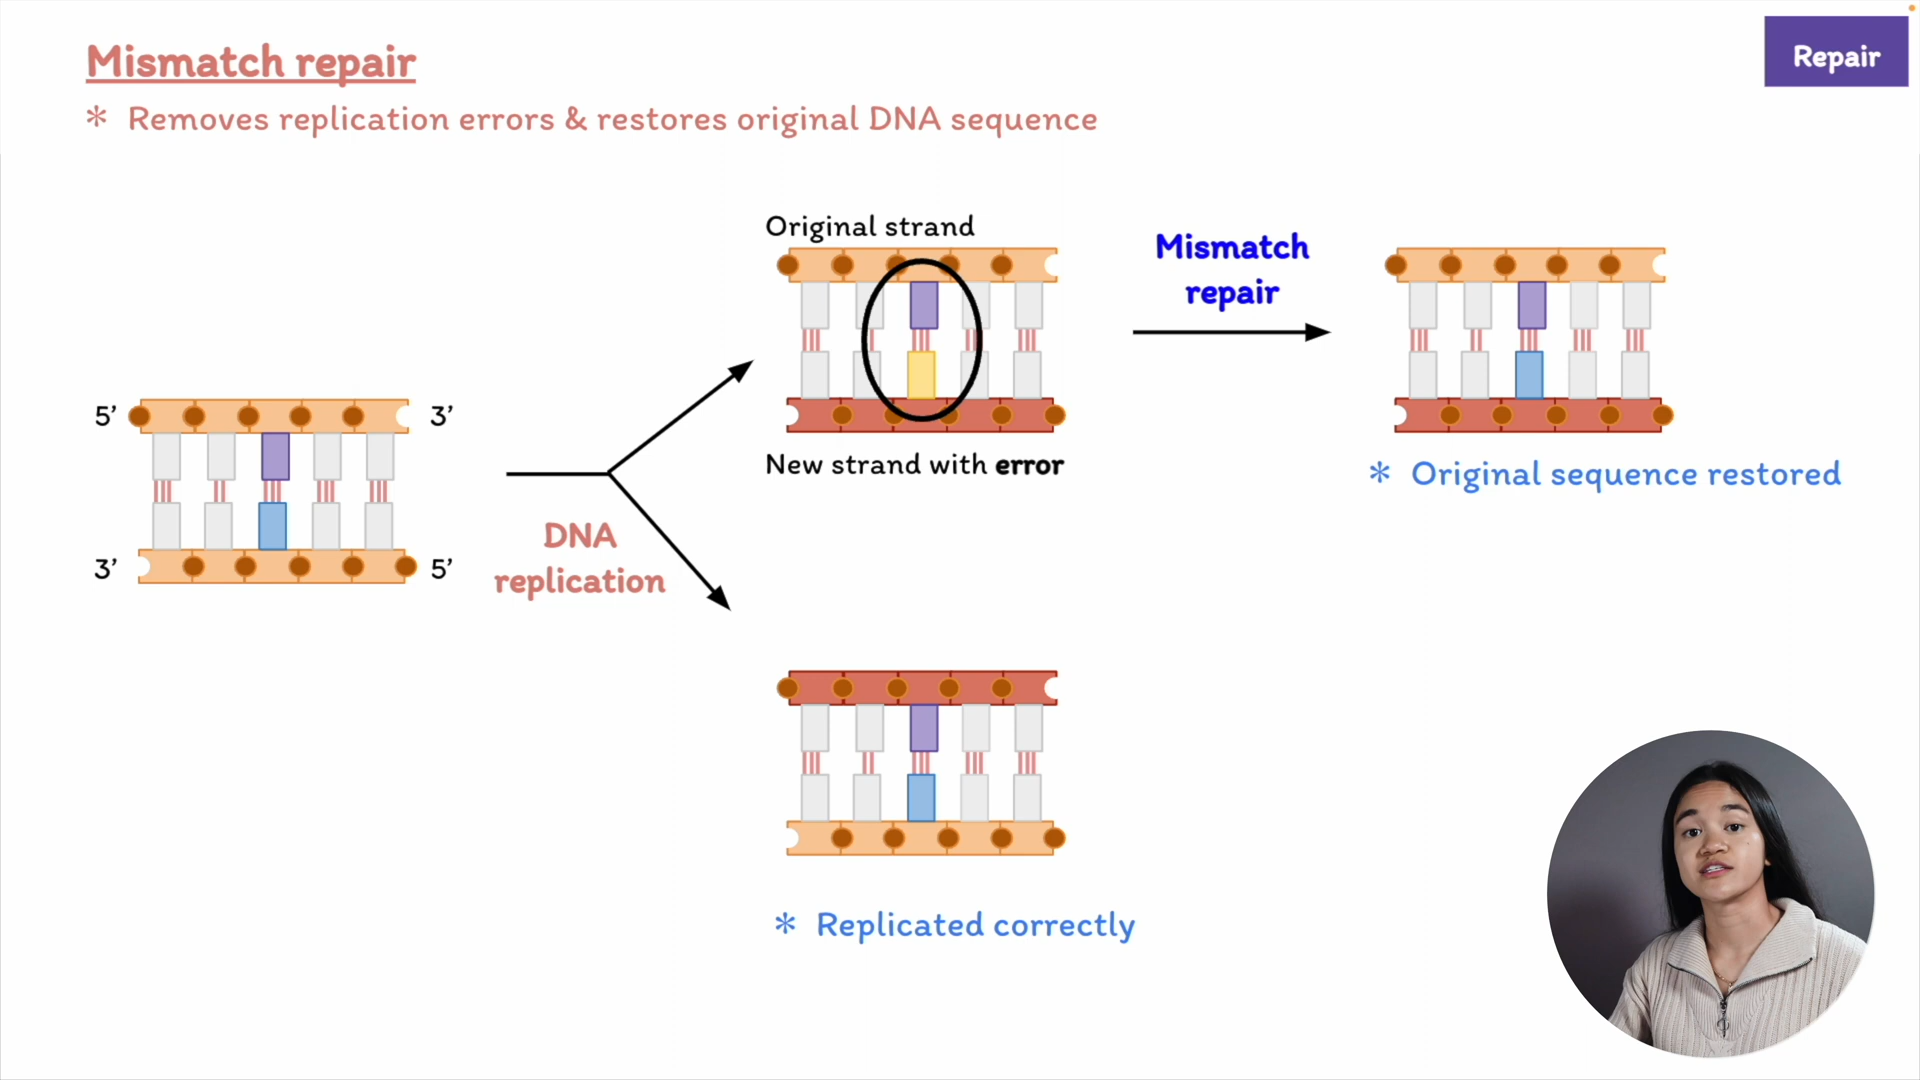 Mismatch repair
Repair
* Removes replication errors & restores original DNA sequence
Original strand
Mismatch
repair
5’ 3’
New strand with error
* Original sequence restored
DNA
replication
3’ 5’
* Replicated correctly